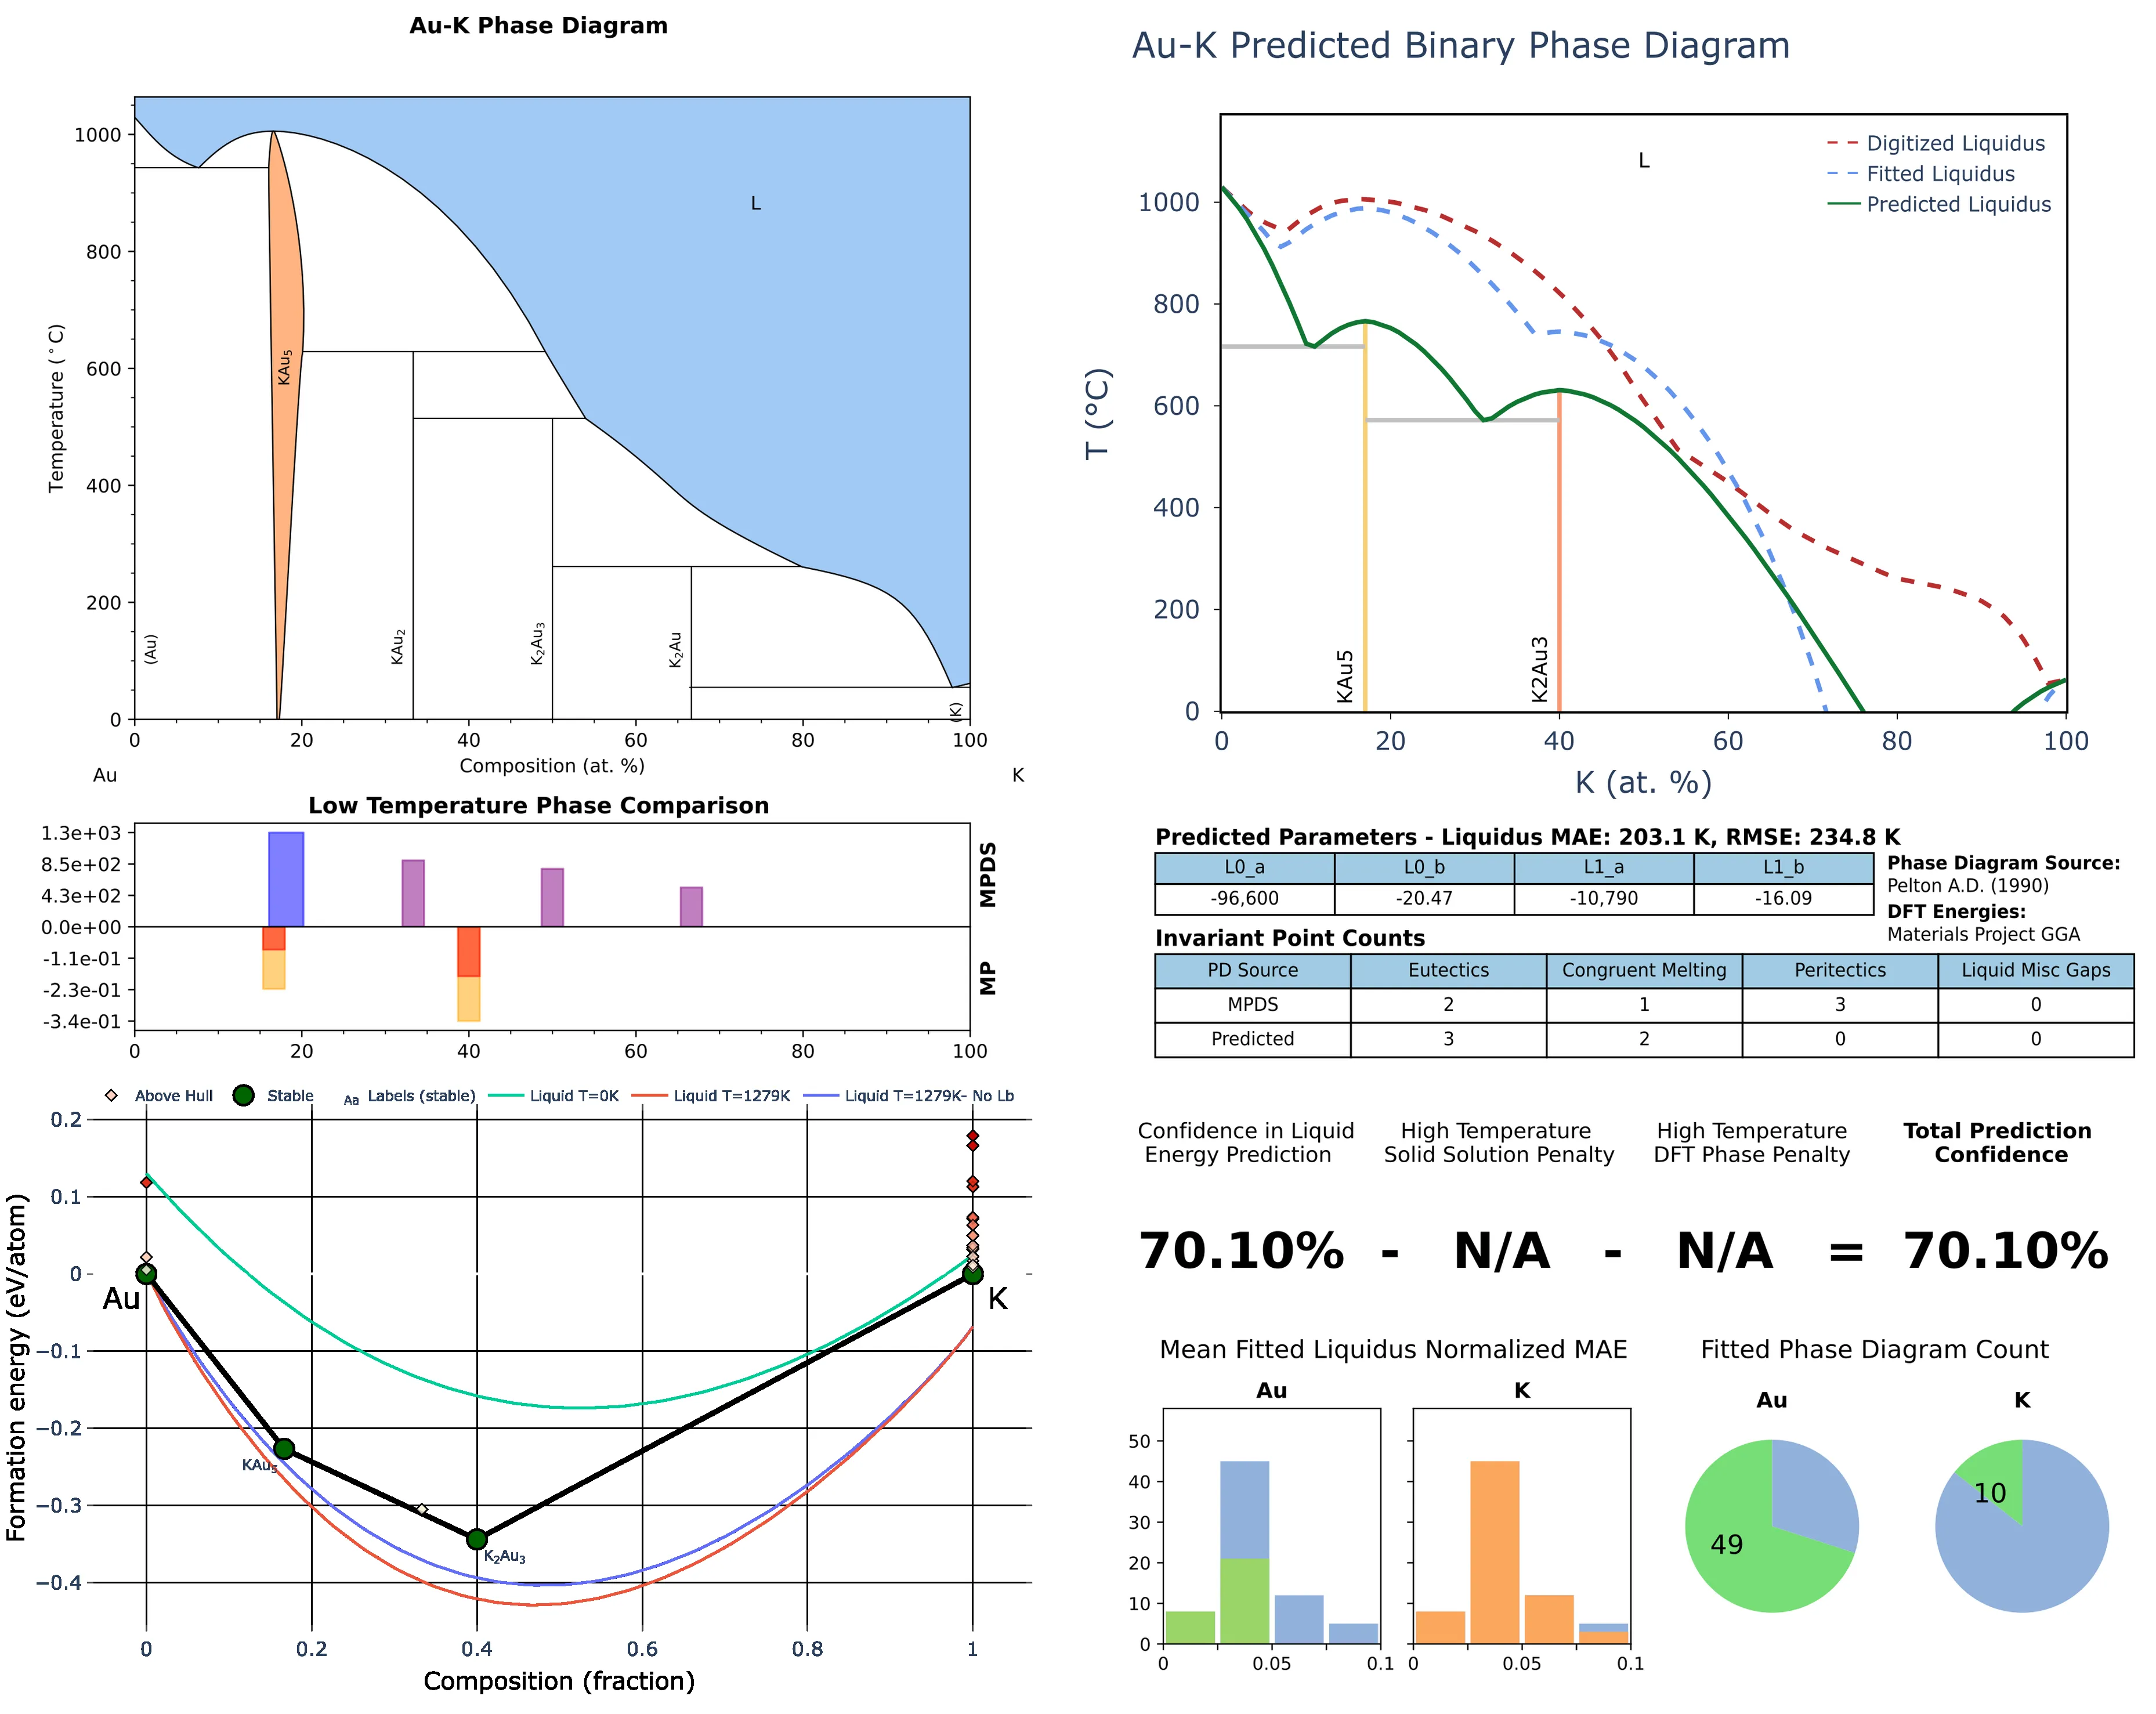 Au-K Phase Diagram
1000
800
600
400
200
0
Temperature (°C)
L
KAu5
(Au)
KAu2
K2Au3
K2Au
(K)
0 20 40 60 80 100
Composition (at. %)
Au K
Low Temperature Phase Comparison
1.3e+03
8.5e+02
4.3e+02
0.0e+00
-1.1e-01
-2.3e-01
-3.4e-01
MPDS
MP
0 20 40 60 80 100
Above Hull Stable Aa Labels (stable) Liquid T=0K Liquid T=1279K Liquid T=1279K- No Lb
0.2
0.1
0
−0.1
−0.2
−0.3
−0.4
Formation energy (eV/atom)
Au
K
KAu5
K2Au3
0 0.2 0.4 0.6 0.8 1
Composition (fraction)
Au-K Predicted Binary Phase Diagram
L
Digitized Liquidus
Fitted Liquidus
Predicted Liquidus
1000
800
600
400
200
0
T (°C)
KAu5
K2Au3
0 20 40 60 80 100
K (at. %)
Predicted Parameters - Liquidus MAE: 203.1 K, RMSE: 234.8 K
L0_a L0_b L1_a L1_b
-96,600 -20.47 -10,790 -16.09
Phase Diagram Source:
Pelton A.D. (1990)
DFT Energies:
Materials Project GGA
Invariant Point Counts
PD Source Eutectics Congruent Melting Peritectics Liquid Misc Gaps
MPDS 2 1 3 0
Predicted 3 2 0 0
Confidence in Liquid
Energy Prediction
High Temperature
Solid Solution Penalty
High Temperature
DFT Phase Penalty
Total Prediction
Confidence
70.10% - N/A - N/A = 70.10%
Mean Fitted Liquidus Normalized MAE
Au K
50
40
30
20
10
0
0 0.05 0.1
0 0.05 0.1
Fitted Phase Diagram Count
Au K
49
10